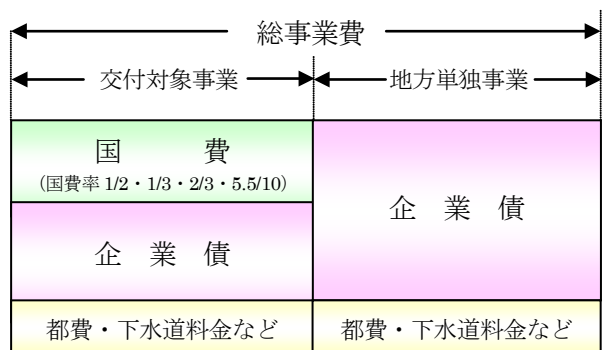 総事業費
交付対象事業
地方単独事業
国　　費
(国費率 1/2・1/3・2/3・5.5/10)
企　業　債
企　業　債
都費・下水道料金など
都費・下水道料金など